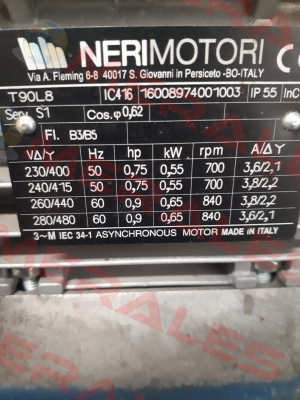 NERIMOTORI
Via A. Fleming 6-8 40017 S. Giovanni in Persiceto -BO-ITALY
T90L8 IC416 16008974001003 IP 55
Serv. S1 Cos.φ 0,62
Fl. B3/B5
V∆/Y Hz hp kW rpm A/∆ Y
230/400 50 0,75 0,55 700 3,6/2,1
240/415 50 0,75 0,55 700 3,8/2,2
260/440 60 0,9 0,65 840 3,8/2,2
280/480 60 0,9 0,65 840 3,6/2,1
3~M IEC 34-1 ASYNCHRONOUS MOTOR MADE IN ITALY